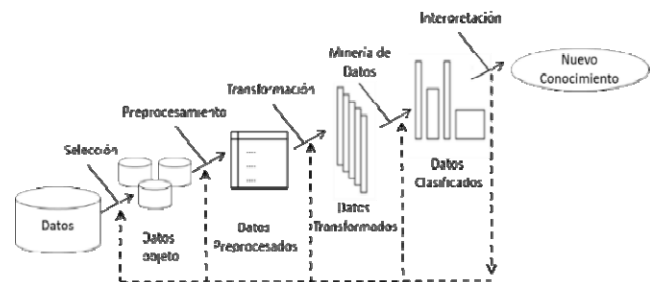 Interpretación
Minería de
Datos
Nuevo
Conocimiento
Transformación
Preprocesamiento
Selección
Datos
Clasificados
Datos
Transformados
Datos
Datos
objeto
Datos
Preprocesados